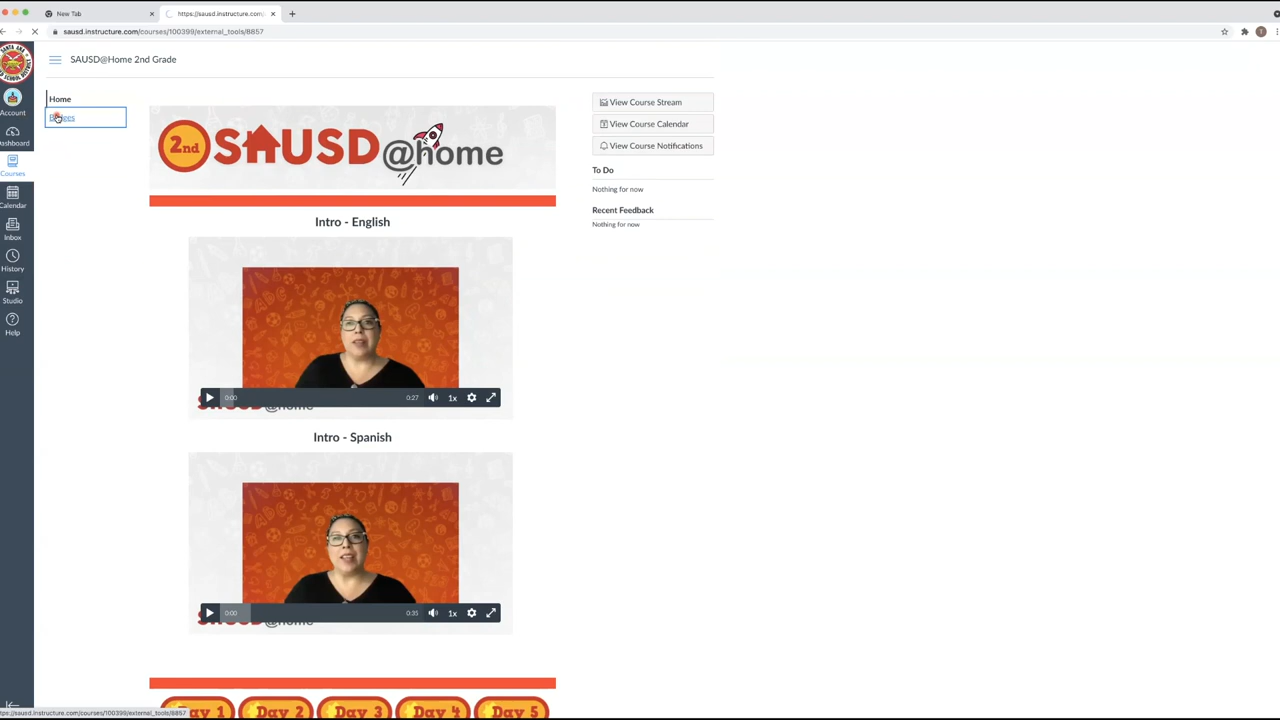 New Tab
https://sausd.instructure.com/courses/
sausd.instructure.com/courses/100399/external_tools/8857
SAUSD@Home 2nd Grade
Account
Dashboard
Courses
Calendar
Inbox
History
Studio
Help
Home
2nd SAUSD @home
Intro - English
0:00
0:27
1x
Intro - Spanish
0:00
0:35
1x
Day 1
Day 2
Day 3
Day 4
Day 5
View Course Stream
View Course Calendar
View Course Notifications
To Do
Nothing for now
Recent Feedback
Nothing for now
https://sausd.instructure.com/courses/100399/external_tools/8857